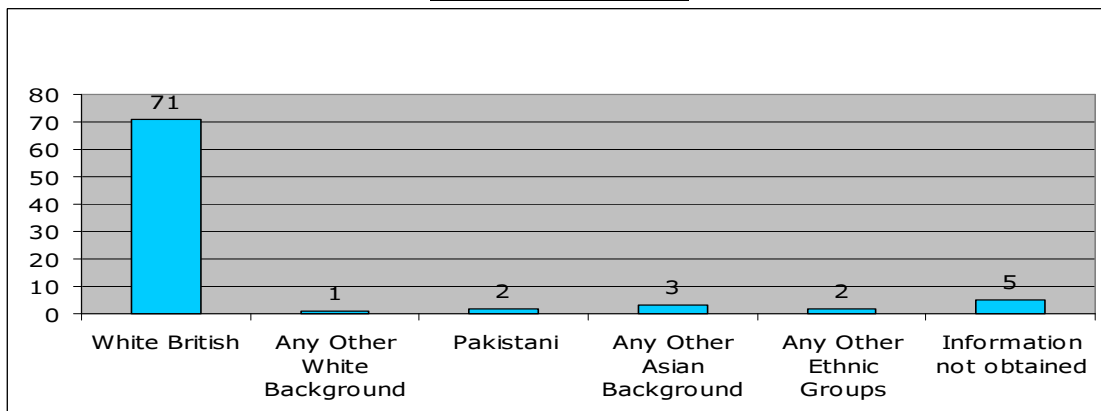 80
70
60
50
40
30
20
10
0
71
1
2
3
2
5
White British
Any Other
White
Background
Pakistani
Any Other
Asian
Background
Any Other
Ethnic
Groups
Information
not obtained